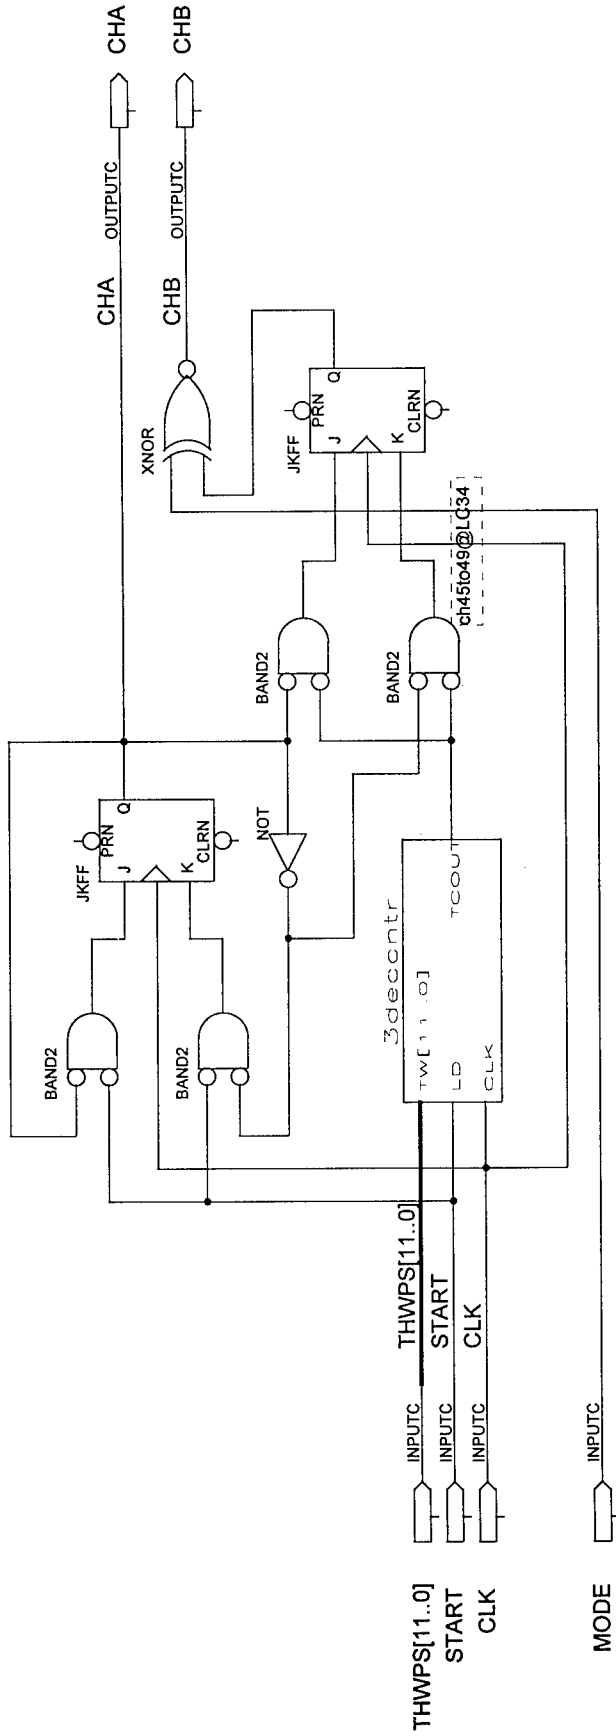 THWPS[11..0]
START
CLK
MODE
INPUTC
INPUTC
INPUTC
INPUTC
THWPS[11..0]
START
CLK
BAND2
BAND2
3deccntr
TW[11..0]
LD
CLK
TCOUT
JKFF
PRN
J
K
CLRN
Q
NOT
BAND2
BAND2
ch45to49@LC34
JKFF
PRN
J
K
CLRN
Q
XNOR
CHA
OUTPUTC
CHA
CHB
OUTPUTC
CHB